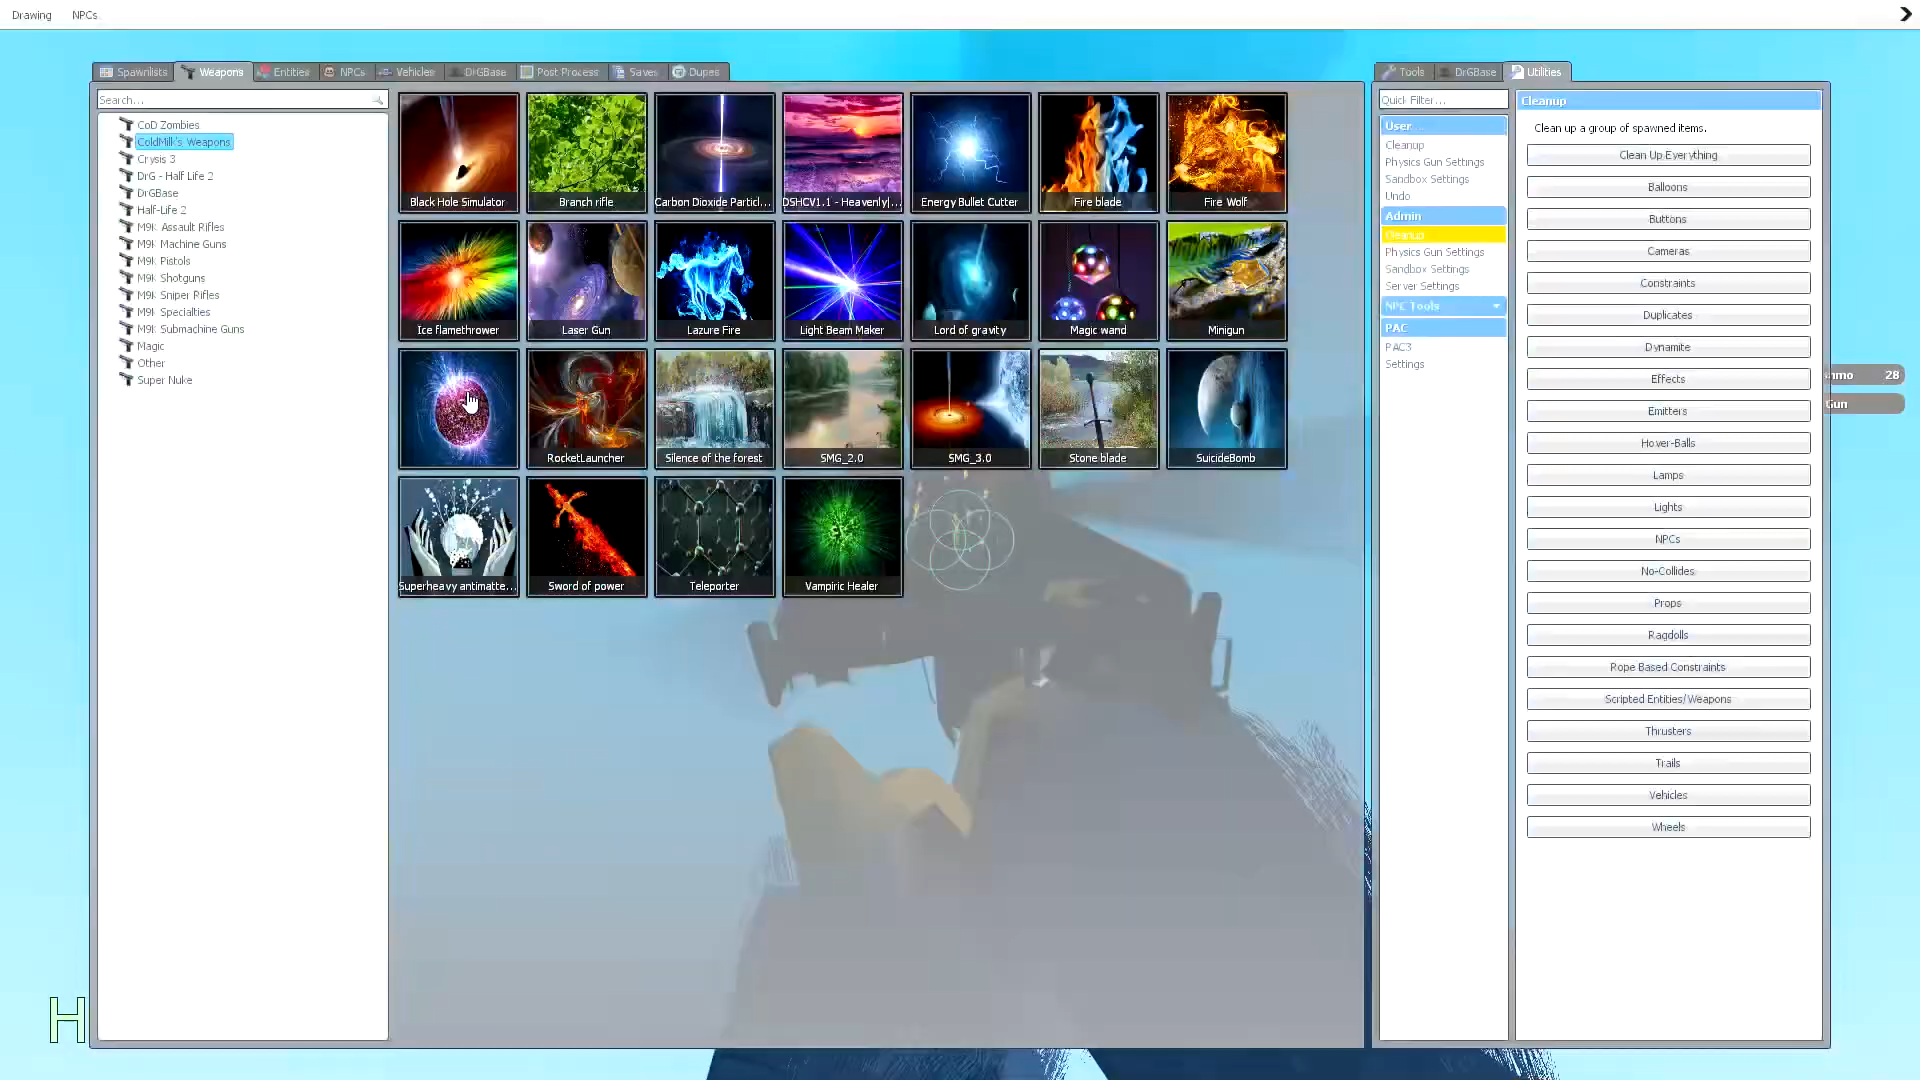 Drawing NPCs
Spawnlists Weapons Entities NPCs Vehicles DrGBase Post Process Saves Dupes
Search...
CoD Zombies
ColdMilk's Weapons
Crysis 3
DrG - Half Life 2
DrGBase
Half-Life 2
M9K Assault Rifles
M9K Machine Guns
M9K Pistols
M9K Shotguns
M9K Sniper Rifles
M9K Specialties
M9K Submachine Guns
Magic
Other
Super Nuke
Black Hole Simulator Branch rifle Carbon Dioxide Particl... DSHCV1.1 - Heavenly|... Energy Bullet Cutter Fire blade Fire Wolf
Ice flamethrower Laser Gun Lazure Fire Light Beam Maker Lord of gravity Magic wand Minigun
RocketLauncher Silence of the forest SMG_2.0 SMG_3.0 Stone blade SuicideBomb
Superheavy antimatte... Sword of power Teleporter Vampiric Healer
H
Tools DrGBase Utilities
Quick Filter...
User
Cleanup
Physics Gun Settings
Sandbox Settings
Undo
Admin
Cleanup
Physics Gun Settings
Sandbox Settings
Server Settings
NPC Tools
PAC
PAC3
Settings
Cleanup
Clean up a group of spawned items.
Clean Up Everything
Balloons
Buttons
Cameras
Constraints
Duplicates
Dynamite
Effects
Emitters
Hover-Balls
Lamps
Lights
NPCs
No-Collides
Props
Ragdolls
Rope Based Constraints
Scripted Entities/Weapons
Thrusters
Trails
Vehicles
Wheels
mmo 28
Gun